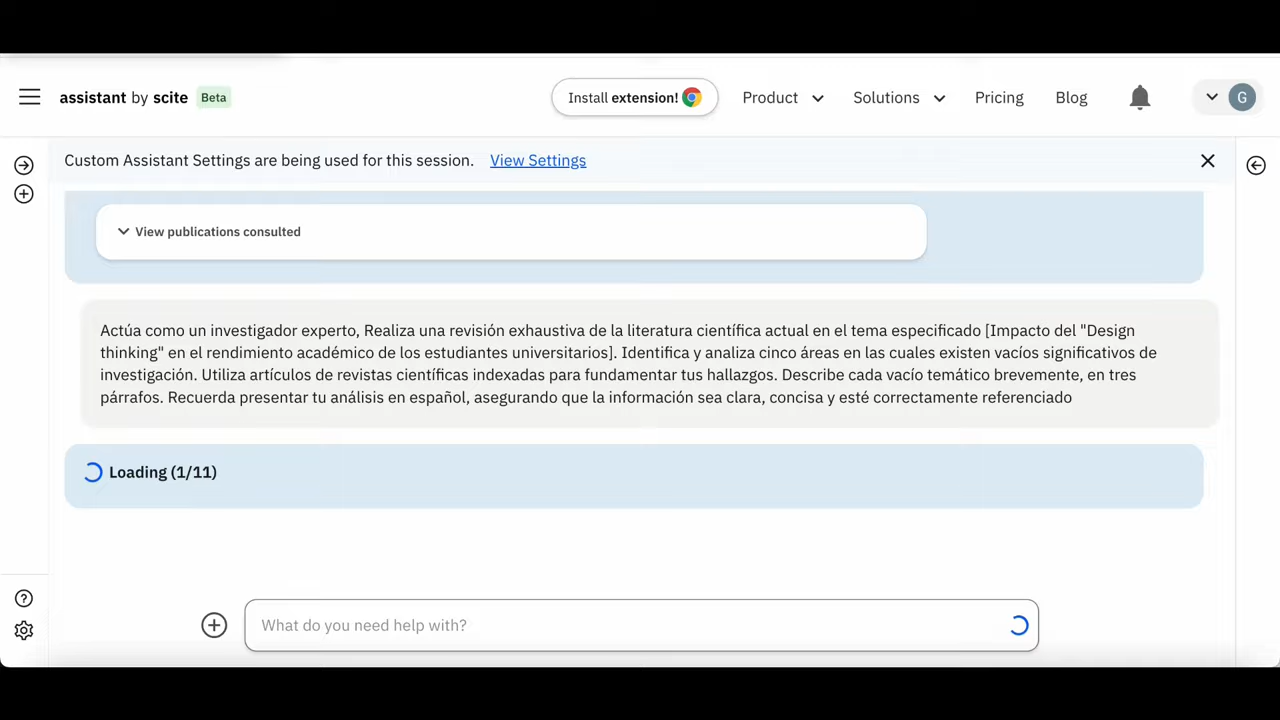 assistant by scite Beta
Install extension!
Product
Solutions
Pricing
Blog
G
Custom Assistant Settings are being used for this session. View Settings
View publications consulted
Actúa como un investigador experto, Realiza una revisión exhaustiva de la literatura científica actual en el tema especificado [Impacto del "Design
thinking" en el rendimiento académico de los estudiantes universitarios]. Identifica y analiza cinco áreas en las cuales existen vacíos significativos de
investigación. Utiliza artículos de revistas científicas indexadas para fundamentar tus hallazgos. Describe cada vacío temático brevemente, en tres
párrafos. Recuerda presentar tu análisis en español, asegurando que la información sea clara, concisa y esté correctamente referenciado
Loading (1/11)
What do you need help with?